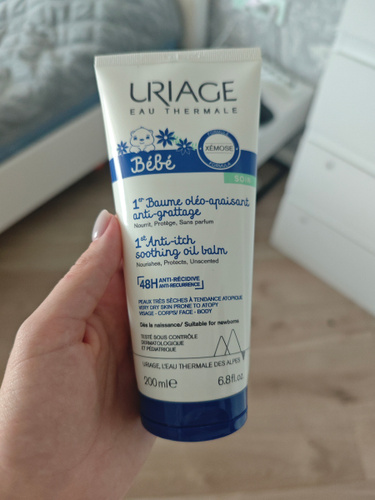 URIAGE
EAU THERMALE
Bébé
XÉMOSE
SOIN
1er Baume oléo-apaisant
anti-grattage
Nourrit, Protège, Sans parfum
1st Anti-itch
soothing oil balm
Nourishes, Protects, Unscented
48H ANTI-RÉCIDIVE
ANTI-RECURRENCE
PEAUX TRÈS SÈCHES À TENDANCE ATOPIQUE
VERY DRY SKIN PRONE TO ATOPY
VISAGE - CORPS/ FACE - BODY
Dès la naissance/ Suitable for newborns
TESTÉ SOUS CONTRÔLE
DERMATOLOGIQUE
ET PÉDIATRIQUE
URIAGE, L'EAU THERMALE DES ALPES
200 ml e 6.8 fl.oz.